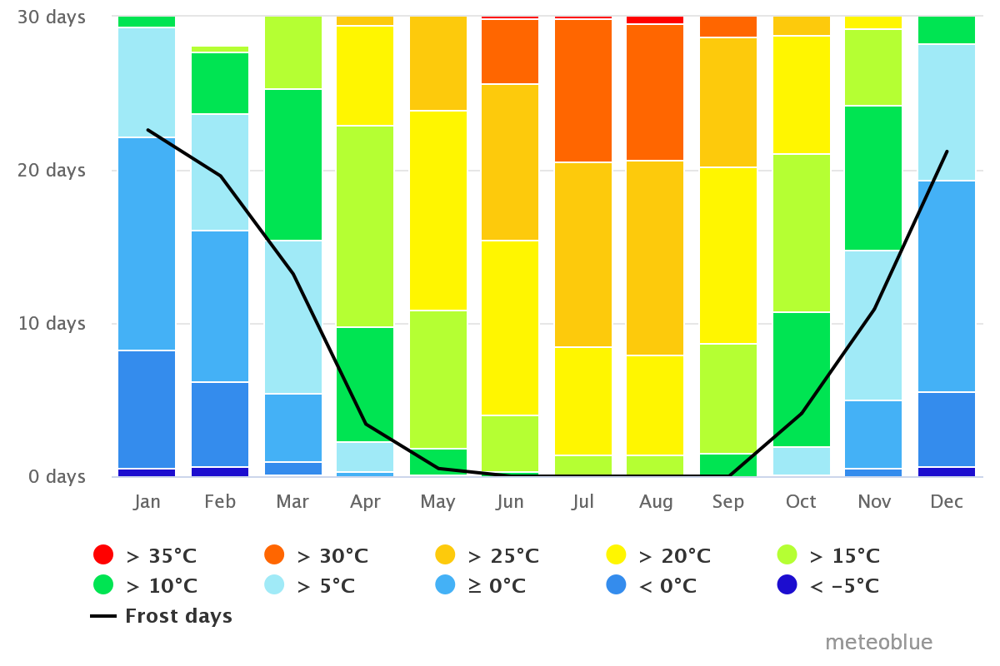 30 days
20 days
10 days
0 days
Jan Feb Mar Apr May Jun Jul Aug Sep Oct Nov Dec
> 35°C > 30°C > 25°C > 20°C > 15°C
> 10°C > 5°C ≥ 0°C < 0°C < −5°C
Frost days
meteoblue